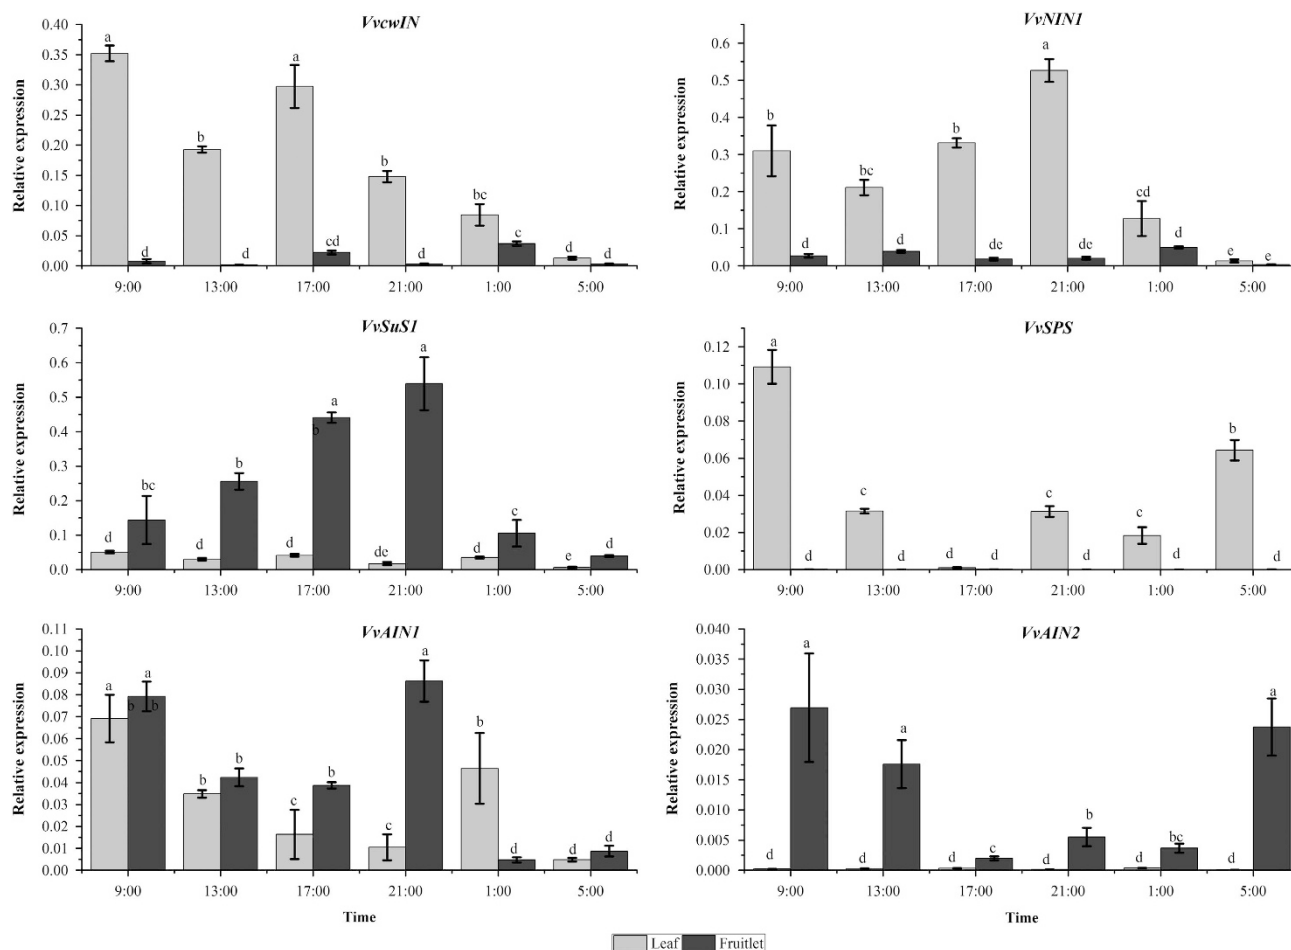 VvcwIN
Relative expression
0.40
0.35
0.30
0.25
0.20
0.15
0.10
0.05
0.00
a
d
b
d
a
cd
b
d
bc
c
d
d
9:00 13:00 17:00 21:00 1:00 5:00
VvNIN1
Relative expression
0.6
0.5
0.4
0.3
0.2
0.1
0.0
b
d
bc
d
b
de
a
de
cd
d
e
e
9:00 13:00 17:00 21:00 1:00 5:00
VvSuS1
Relative expression
0.7
0.6
0.5
0.4
0.3
0.2
0.1
0.0
d
bc
d
b
d
b
a
de
a
d
c
e
d
9:00 13:00 17:00 21:00 1:00 5:00
VvSPS
Relative expression
0.12
0.10
0.08
0.06
0.04
0.02
0.00
a
d
c
d
d
d
c
d
c
d
b
d
9:00 13:00 17:00 21:00 1:00 5:00
VvAIN1
Relative expression
0.11
0.10
0.09
0.08
0.07
0.06
0.05
0.04
0.03
0.02
0.01
0.00
a
a
b b
b
b
c
b
c
a
b
d
d
d
9:00 13:00 17:00 21:00 1:00 5:00
Time
VvAIN2
Relative expression
0.040
0.035
0.030
0.025
0.020
0.015
0.010
0.005
0.000
d
a
d
a
d
c
d
b
d
bc
d
a
9:00 13:00 17:00 21:00 1:00 5:00
Time
Leaf Fruitlet